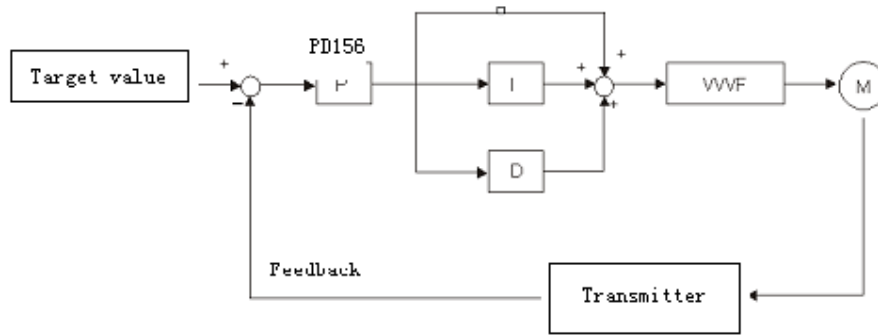 PD156
Target value
P
I
VVVF
M
D
Feedback
Transmitter